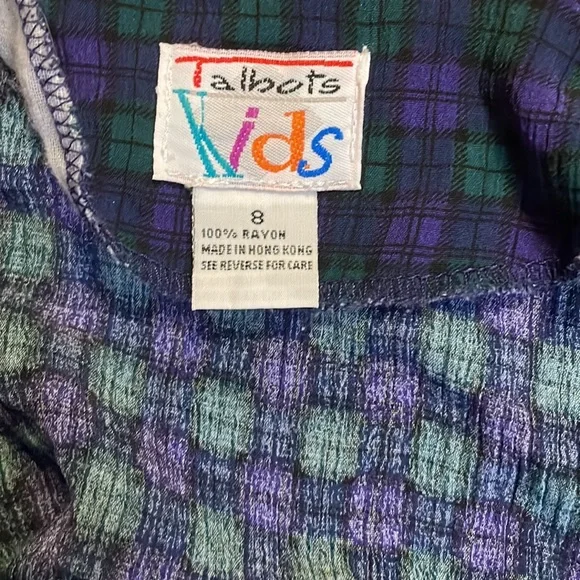 Talbots
Kids
8
100% RAYON
MADE IN HONG KONG
SEE REVERSE FOR CARE